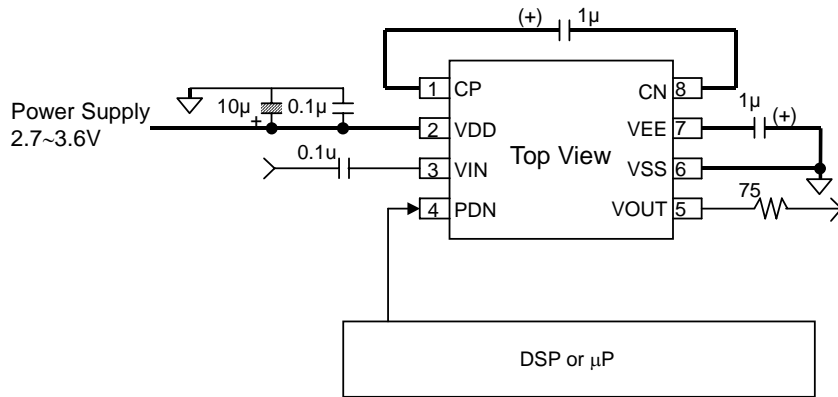 (+) 1µ
1 CP CN 8
10µ 0.1µ
+
Power Supply
2.7~3.6V
2 VDD VEE 7
1µ (+)
Top View
0.1u
3 VIN VSS 6
4 PDN VOUT 5
75
DSP or µP